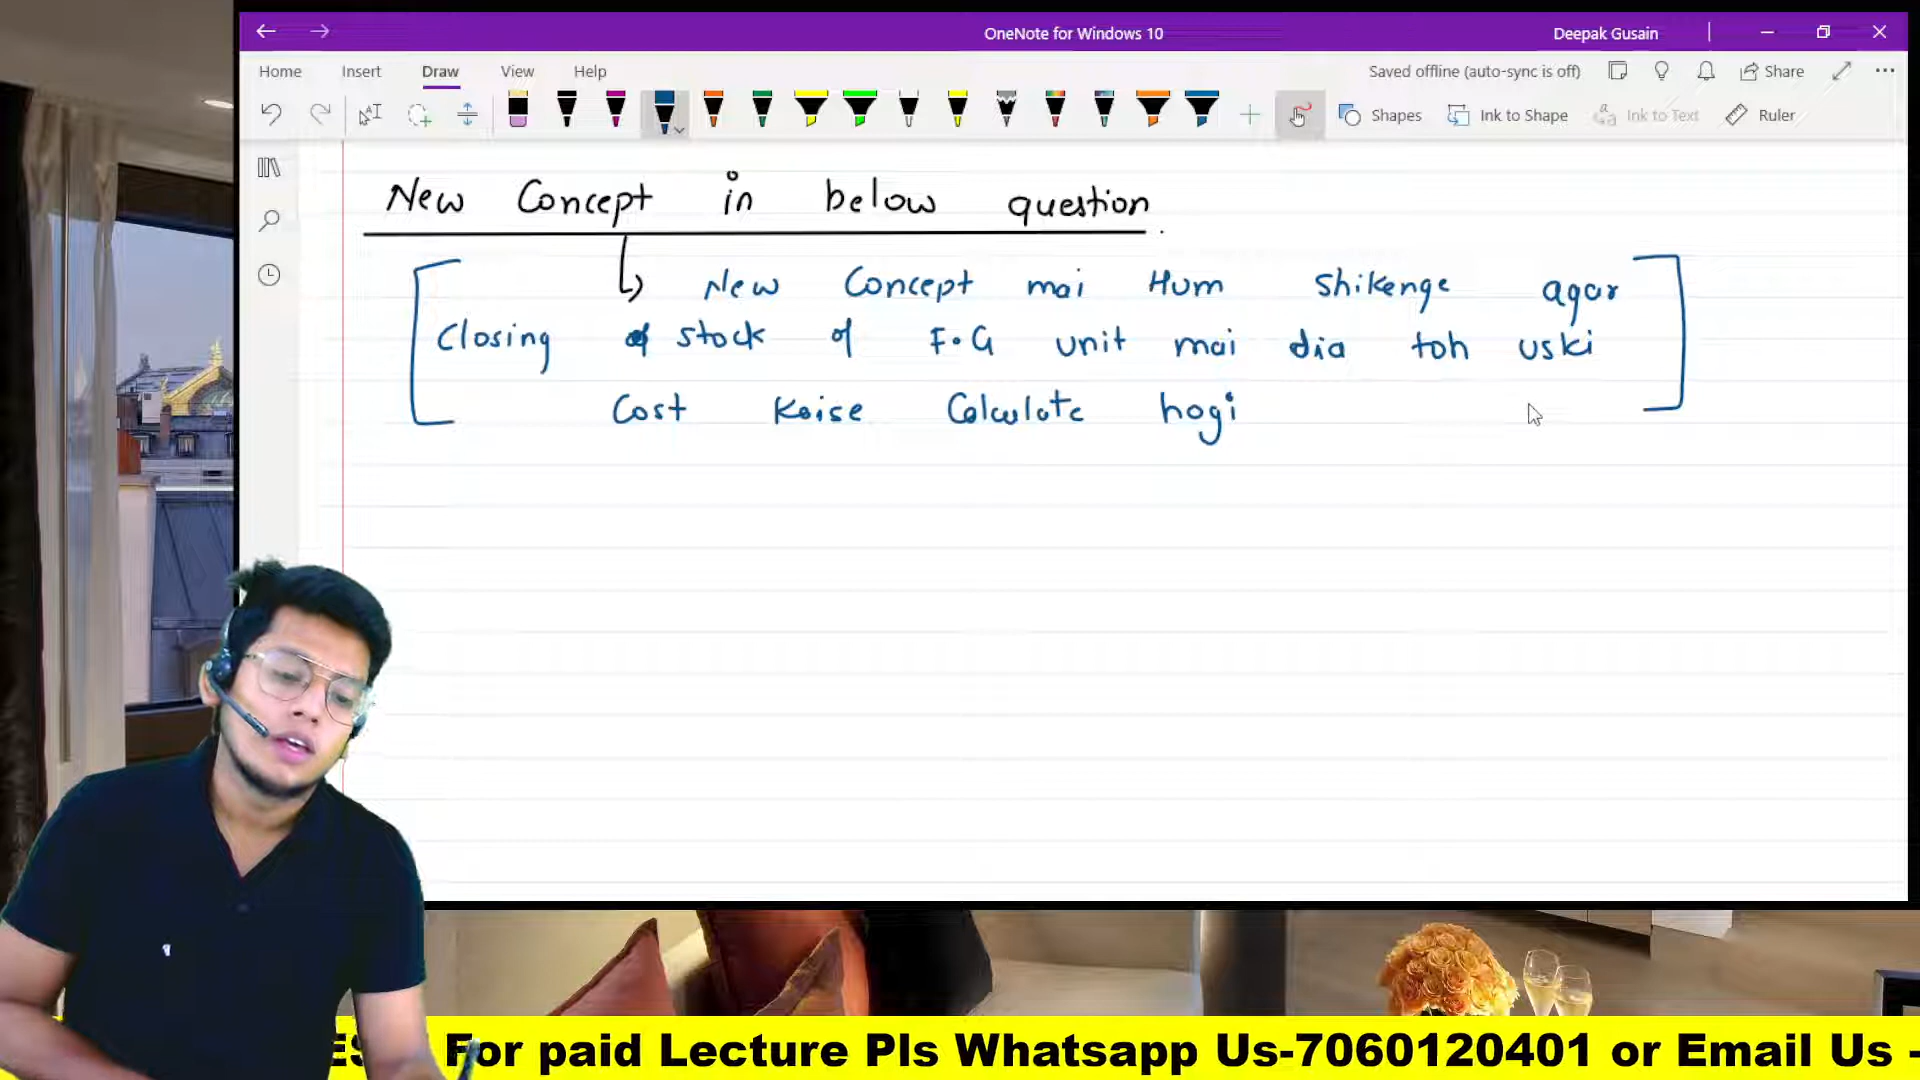 OneNote for Windows 10
Deepak Gusain
Home Insert Draw View Help
Saved offline (auto-sync is off)
Share
Shapes
Ink to Shape
Ink to Text
Ruler
New Concept in below question
New Concept mai Hum Shikenge agar
Closing stock of F.G unit mai dia toh uski
Cost Kaise Calculate hogi
For paid Lecture Pls Whatsapp Us-7060120401 or Email Us -